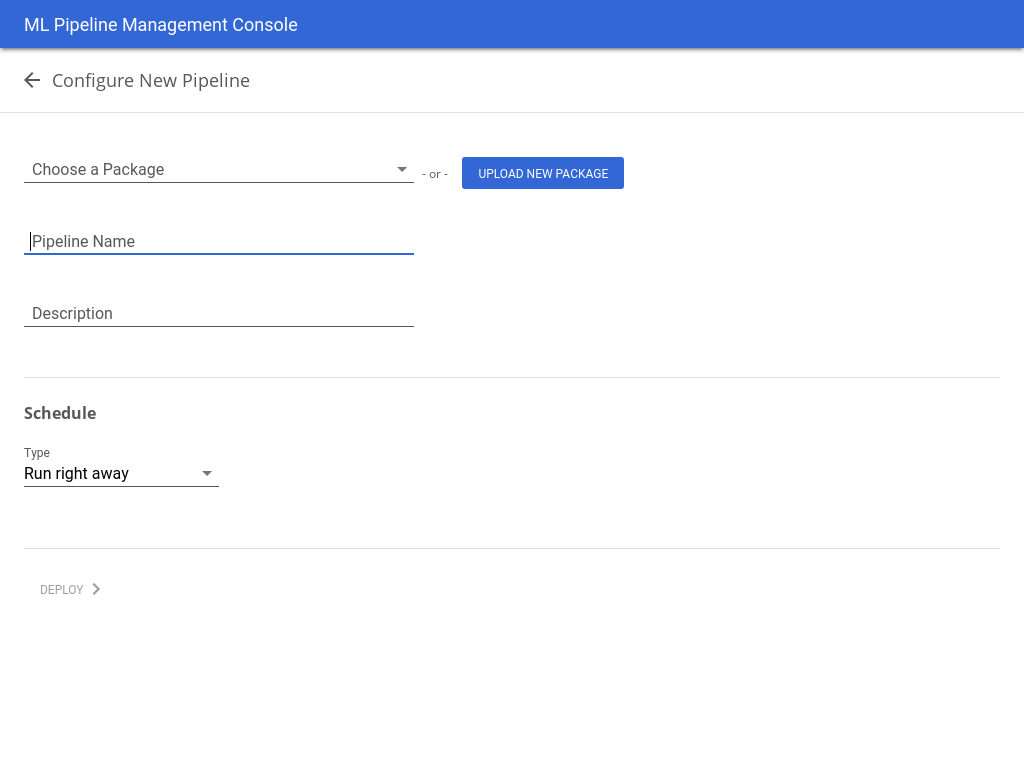 ML Pipeline Management Console
Configure New Pipeline
Choose a Package
- or -
UPLOAD NEW PACKAGE
Pipeline Name
Description
Schedule
Type
Run right away
DEPLOY